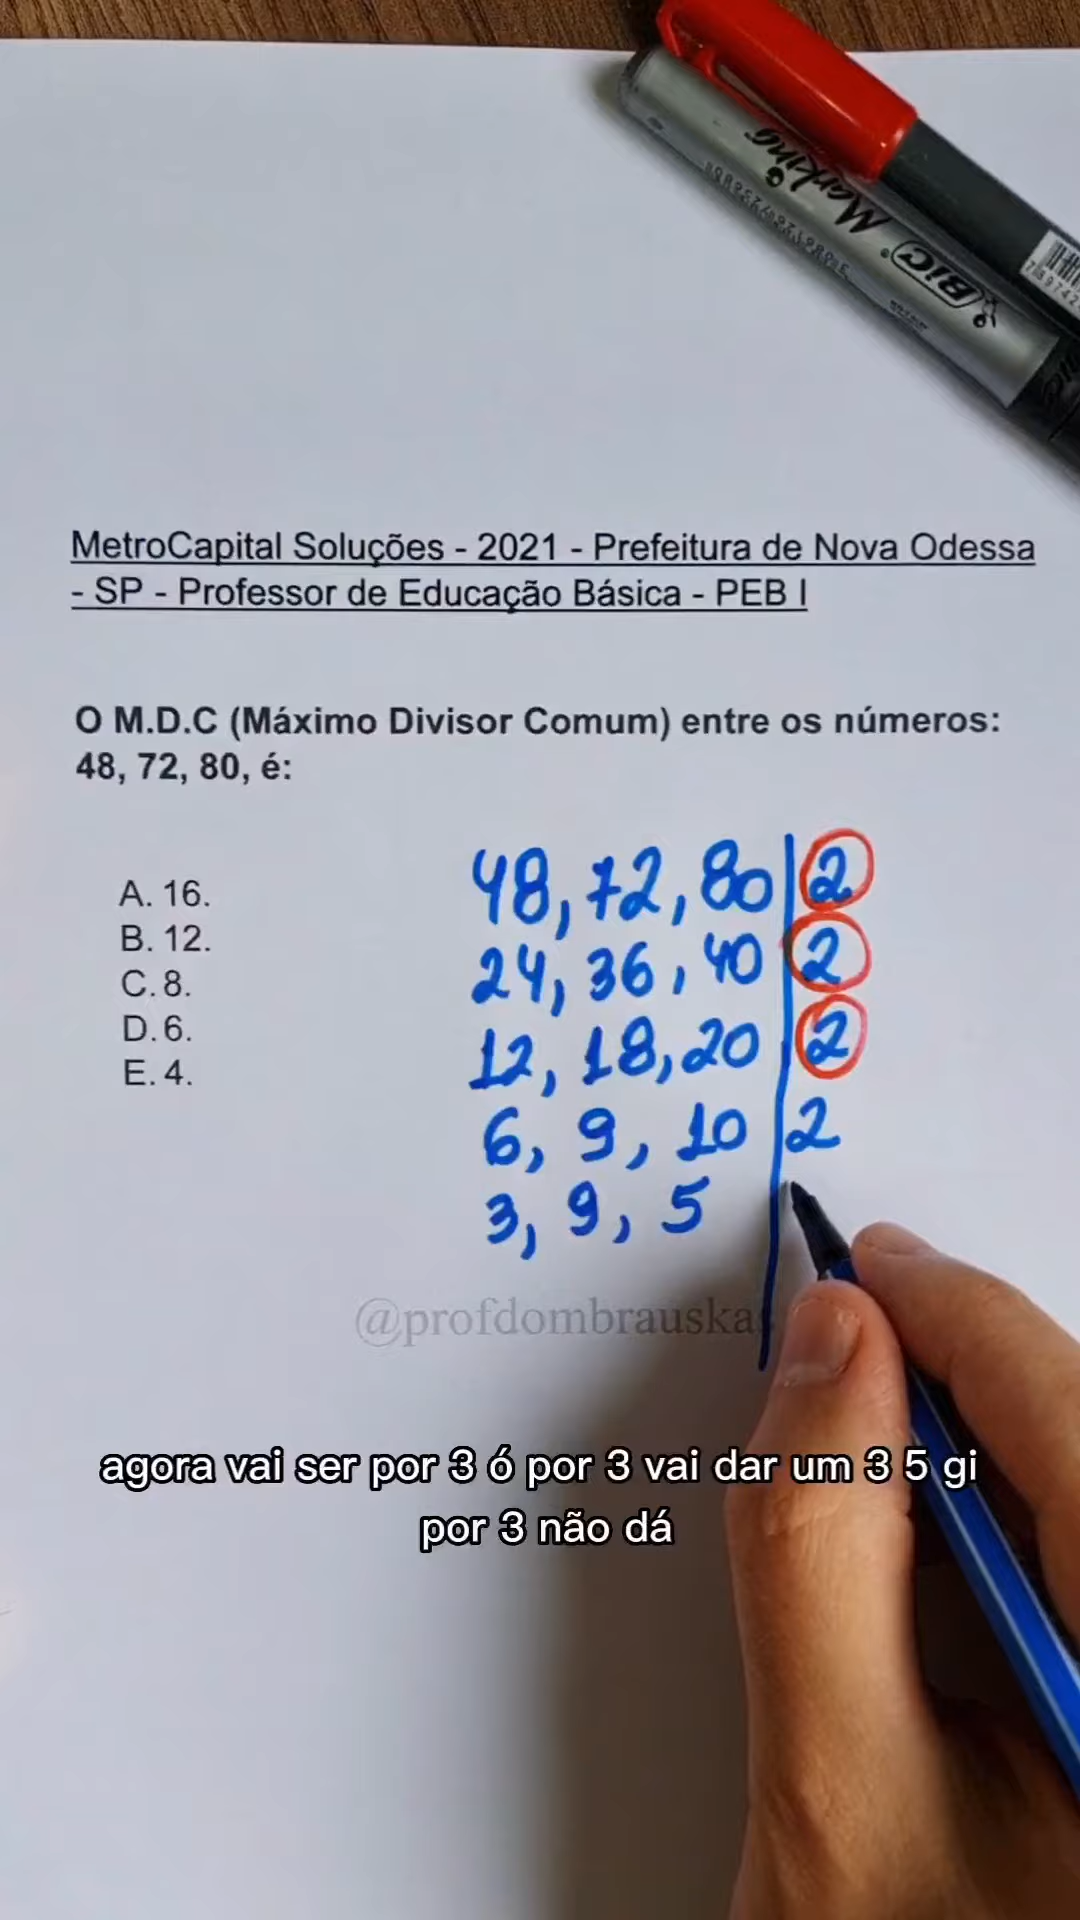 Marking
BIC
MetroCapital Soluções - 2021 - Prefeitura de Nova Odessa
- SP - Professor de Educação Básica - PEB I
O M.D.C (Máximo Divisor Comum) entre os números:
48, 72, 80, é:
A. 16.
B. 12.
C. 8.
D. 6.
E. 4.
48, 72, 80 | 2
24, 36, 40 | 2
12, 18, 20 | 2
6, 9, 10 | 2
3, 9, 5
@profdombrauskas
agora vai ser por 3 ó por 3 vai dar um 3 5 gi
por 3 não dá